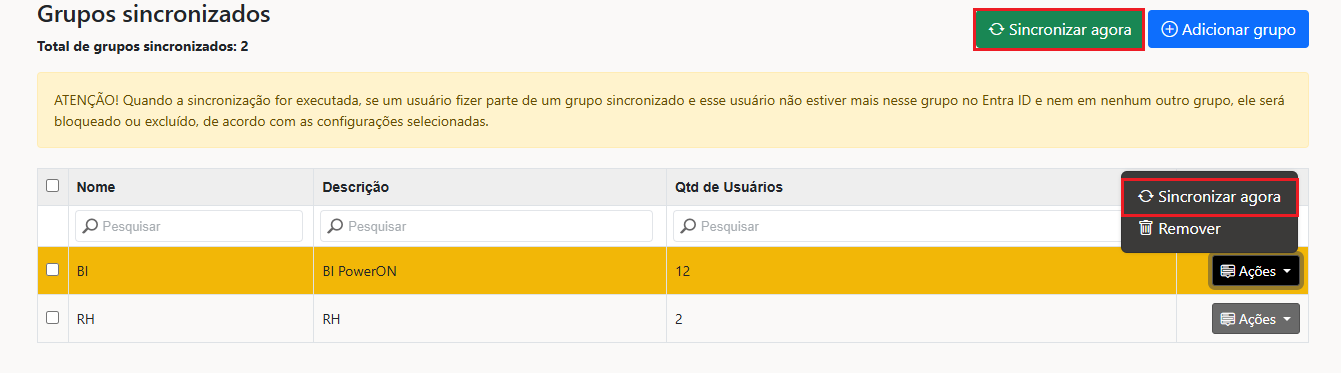 Grupos sincronizados
Sincronizar agora
Adicionar grupo
Total de grupos sincronizados: 2
ATENÇÃO! Quando a sincronização for executada, se um usuário fizer parte de um grupo sincronizado e esse usuário não estiver mais nesse grupo no Entra ID e nem em nenhum outro grupo, ele será
bloqueado ou excluído, de acordo com as configurações selecionadas.
Nome Descrição Qtd de Usuários
Sincronizar agora
Pesquisar Pesquisar Pesquisar
Remover
BI BI PowerON 12 Ações
RH RH 2 Ações